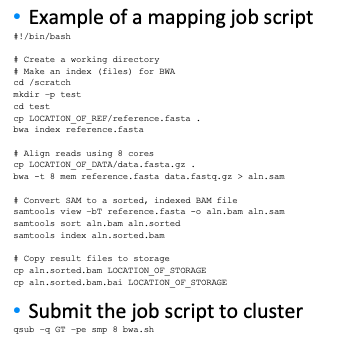 • Example of a mapping job script
#!/bin/bash
# Create a working directory
# Make an index (files) for BWA
cd /scratch
mkdir –p test
cd test
cp LOCATION_OF_REF/reference.fasta .
bwa index reference.fasta
# Align reads using 8 cores
cp LOCATION_OF_DATA/data.fasta.gz .
bwa -t 8 mem reference.fasta data.fastq.gz > aln.sam
# Convert SAM to a sorted, indexed BAM file
samtools view -bT reference.fasta -o aln.bam aln.sam
samtools sort aln.bam aln.sorted
samtools index aln.sorted.bam
# Copy result files to storage
cp aln.sorted.bam LOCATION_OF_STORAGE
cp aln.sorted.bam.bai LOCATION_OF_STORAGE
• Submit the job script to cluster
qsub –q GT –pe smp 8 bwa.sh